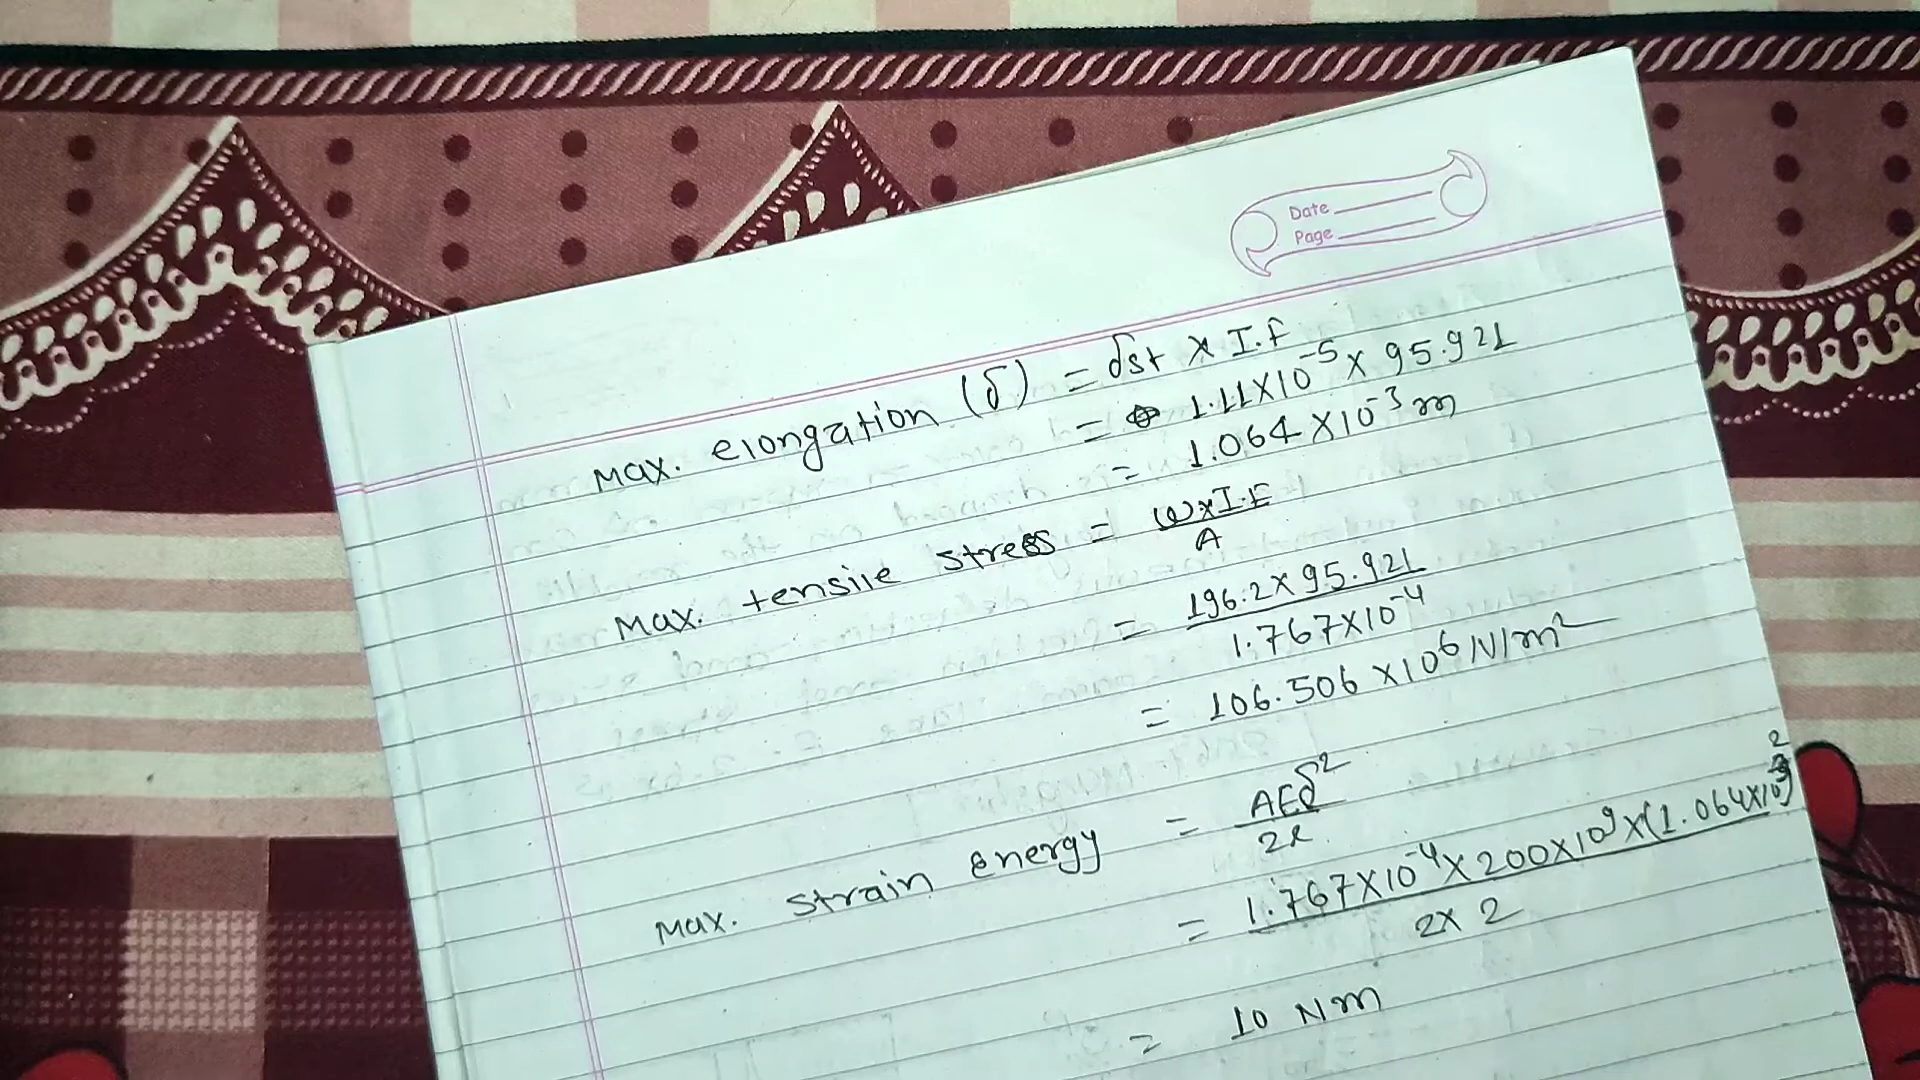 Date
Page
Max. elongation (δ) = δst × I.f
= 1.11×10⁻⁵ × 95.921
= 1.064 × 10⁻³ m
Max. tensile stress = W×I.F / A
= 196.2 × 95.921 / 1.767×10⁻⁴
= 106.506 × 10⁶ N/m²
Max. strain energy = AEδ² / 2l
= 1.767×10⁻⁴ × 200×10⁹ × (1.064×10⁻³)² / 2×2
= 10 Nm